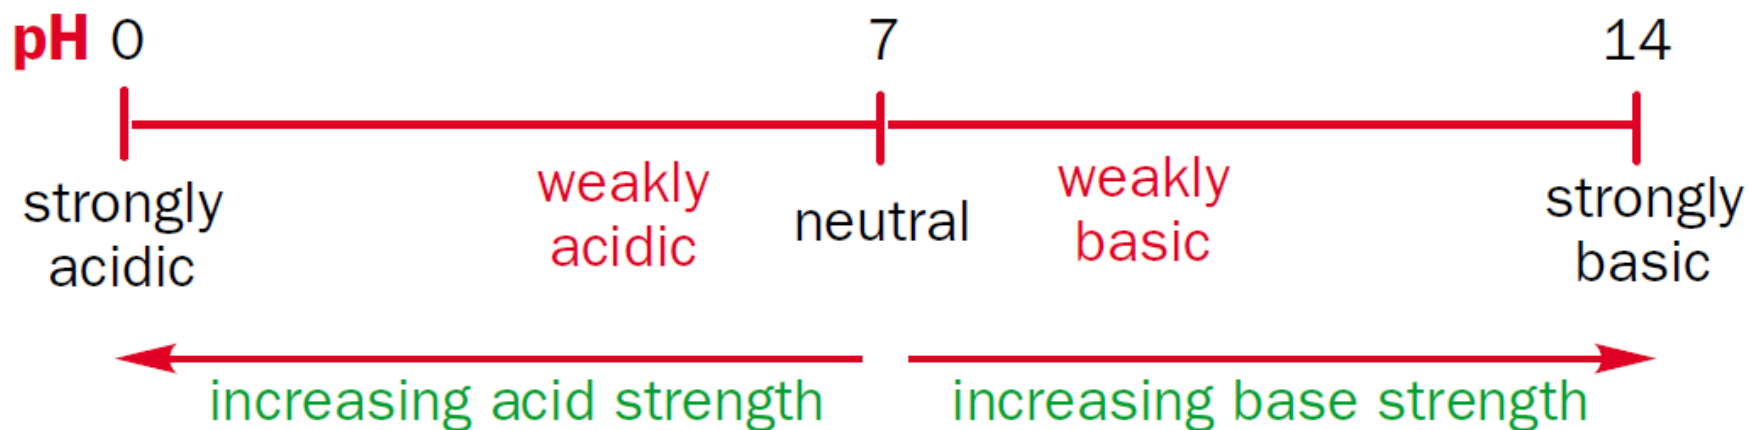 pH 0 7 14
strongly
acidic
weakly
acidic
neutral
weakly
basic
strongly
basic
increasing acid strength
increasing base strength